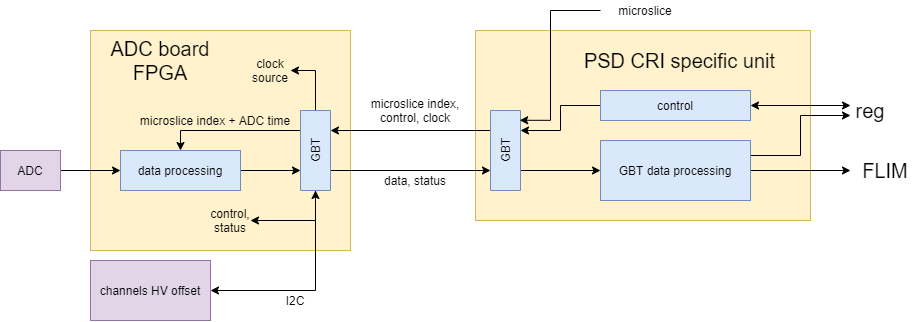 microslice
ADC board
FPGA
clock
source
PSD CRI specific unit
microslice index,
control, clock
control
reg
microslice index + ADC time
GBT
GBT
ADC
data processing
data, status
GBT data processing
FLIM
control,
status
channels HV offset
I2C